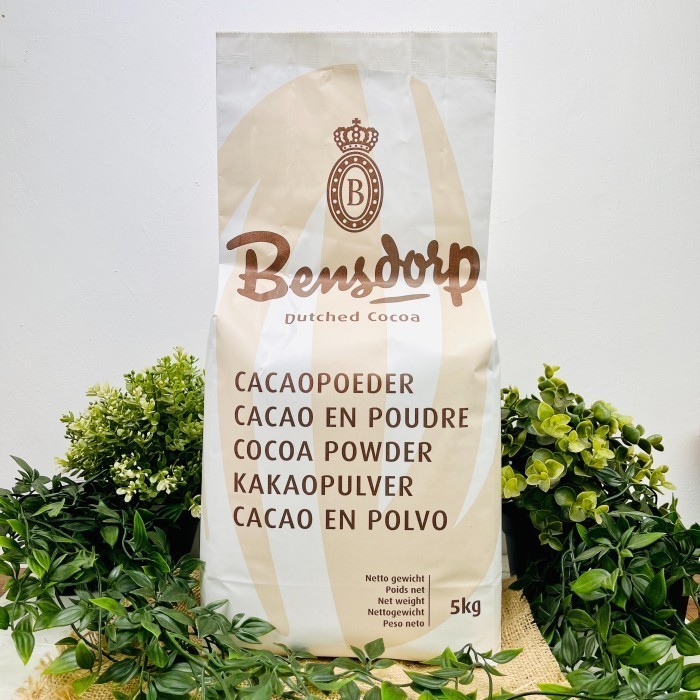 B
Bensdorp
Dutched Cocoa
CACAOPOEDER
CACAO EN POUDRE
COCOA POWDER
KAKAOPULVER
CACAO EN POLVO
Netto gewicht
Poids net
Net weight
Nettogewicht
Peso neto
5kg